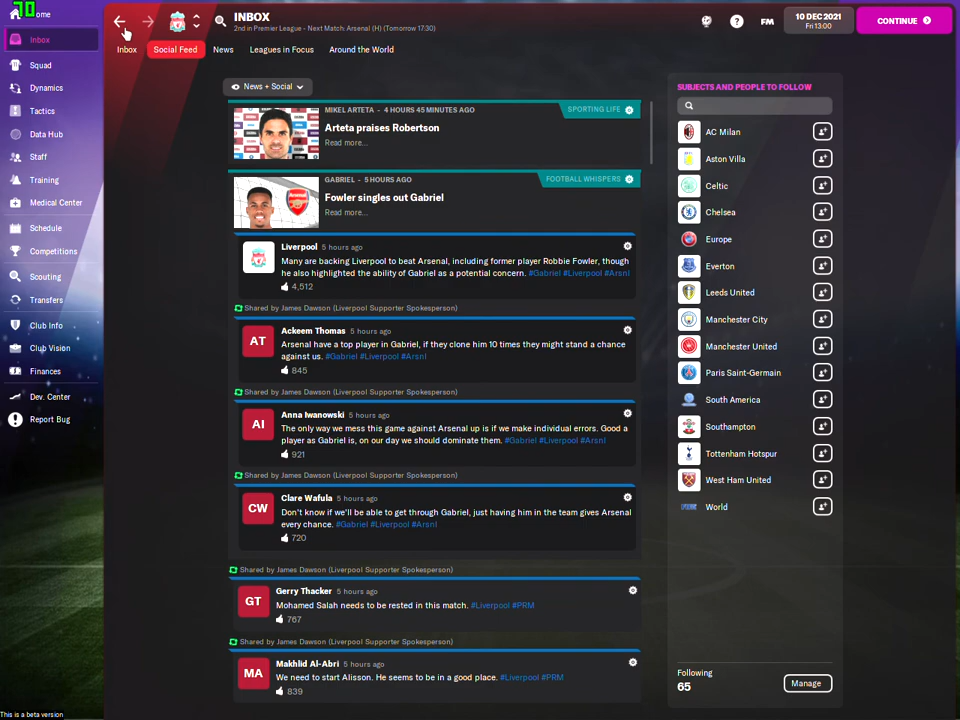 70
ome
INBOX
2nd in Premier League - Next Match: Arsenal (H) (Tomorrow 17:30)
?
FM
10 DEC 2021
Fri 13:00
CONTINUE
Inbox
Social Feed
News
Leagues in Focus
Around the World
Inbox
Squad
Dynamics
Tactics
Data Hub
Staff
Training
Medical Center
Schedule
Competitions
Scouting
Transfers
Club Info
Club Vision
Finances
Dev. Center
Report Bug
This is a beta version
News + Social
MIKEL ARTETA - 4 HOURS 45 MINUTES AGO
SPORTING LIFE
Arteta praises Robertson
Read more...
GABRIEL - 5 HOURS AGO
FOOTBALL WHISPERS
Fowler singles out Gabriel
Read more...
Liverpool 5 hours ago
Many are backing Liverpool to beat Arsenal, including former player Robbie Fowler, though
he also highlighted the ability of Gabriel as a potential concern. #Gabriel #Liverpool #Arsnl
4,512
Shared by James Dawson (Liverpool Supporter Spokesperson)
AT
Ackeem Thomas 5 hours ago
Arsenal have a top player in Gabriel, if they clone him 10 times they might stand a chance
against us. #Gabriel #Liverpool #Arsnl
845
Shared by James Dawson (Liverpool Supporter Spokesperson)
AI
Anna Iwanowski 5 hours ago
The only way we mess this game against Arsenal up is if we make individual errors. Good a
player as Gabriel is, on our day we should dominate them. #Gabriel #Liverpool #Arsnl
921
Shared by James Dawson (Liverpool Supporter Spokesperson)
CW
Clare Wafula 5 hours ago
Don't know if we'll be able to get through Gabriel, just having him in the team gives Arsenal
every chance. #Gabriel #Liverpool #Arsnl
720
Shared by James Dawson (Liverpool Supporter Spokesperson)
GT
Gerry Thacker 5 hours ago
Mohamed Salah needs to be rested in this match. #Liverpool #PRM
767
Shared by James Dawson (Liverpool Supporter Spokesperson)
MA
Makhlid Al-Abri 5 hours ago
We need to start Alisson. He seems to be in a good place. #Liverpool #PRM
839
SUBJECTS AND PEOPLE TO FOLLOW
AC Milan
Aston Villa
Celtic
Chelsea
Europe
Everton
Leeds United
Manchester City
Manchester United
Paris Saint-Germain
South America
Southampton
Tottenham Hotspur
West Ham United
World
Following
65
Manage